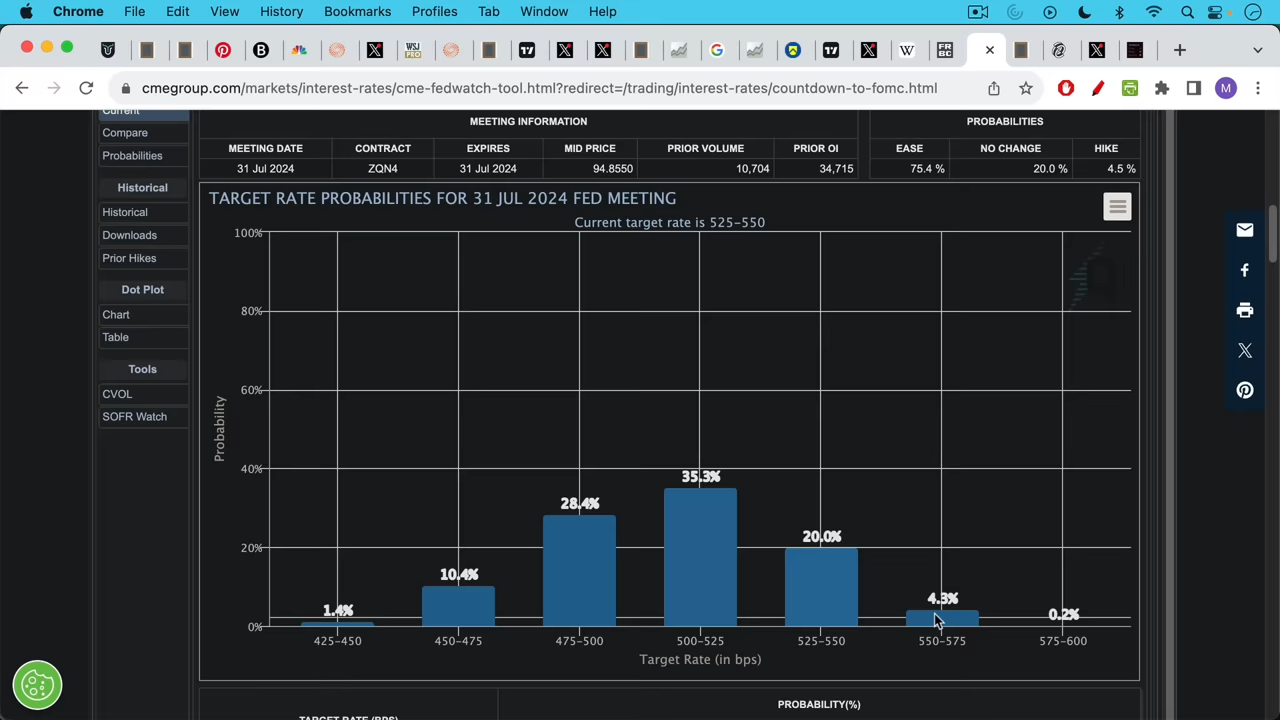 Chrome File Edit View History Bookmarks Profiles Tab Window Help
cmegroup.com/markets/interest-rates/cme-fedwatch-tool.html?redirect=/trading/interest-rates/countdown-to-fomc.html
M
Current
Compare
Probabilities
Historical
Historical
Downloads
Prior Hikes
Dot Plot
Chart
Table
Tools
CVOL
SOFR Watch
MEETING INFORMATION
MEETING DATE CONTRACT EXPIRES MID PRICE PRIOR VOLUME PRIOR OI
31 Jul 2024 ZQN4 31 Jul 2024 94.8550 10,704 34,715
PROBABILITIES
EASE NO CHANGE HIKE
75.4 % 20.0 % 4.5 %
TARGET RATE PROBABILITIES FOR 31 JUL 2024 FED MEETING
Current target rate is 525–550
100%
80%
60%
40%
20%
0%
Probability
1.4%
10.4%
28.4%
35.3%
20.0%
4.3%
0.2%
425–450 450–475 475–500 500–525 525–550 550–575 575–600
Target Rate (in bps)
PROBABILITY(%)
TARGET RATE (BPS)